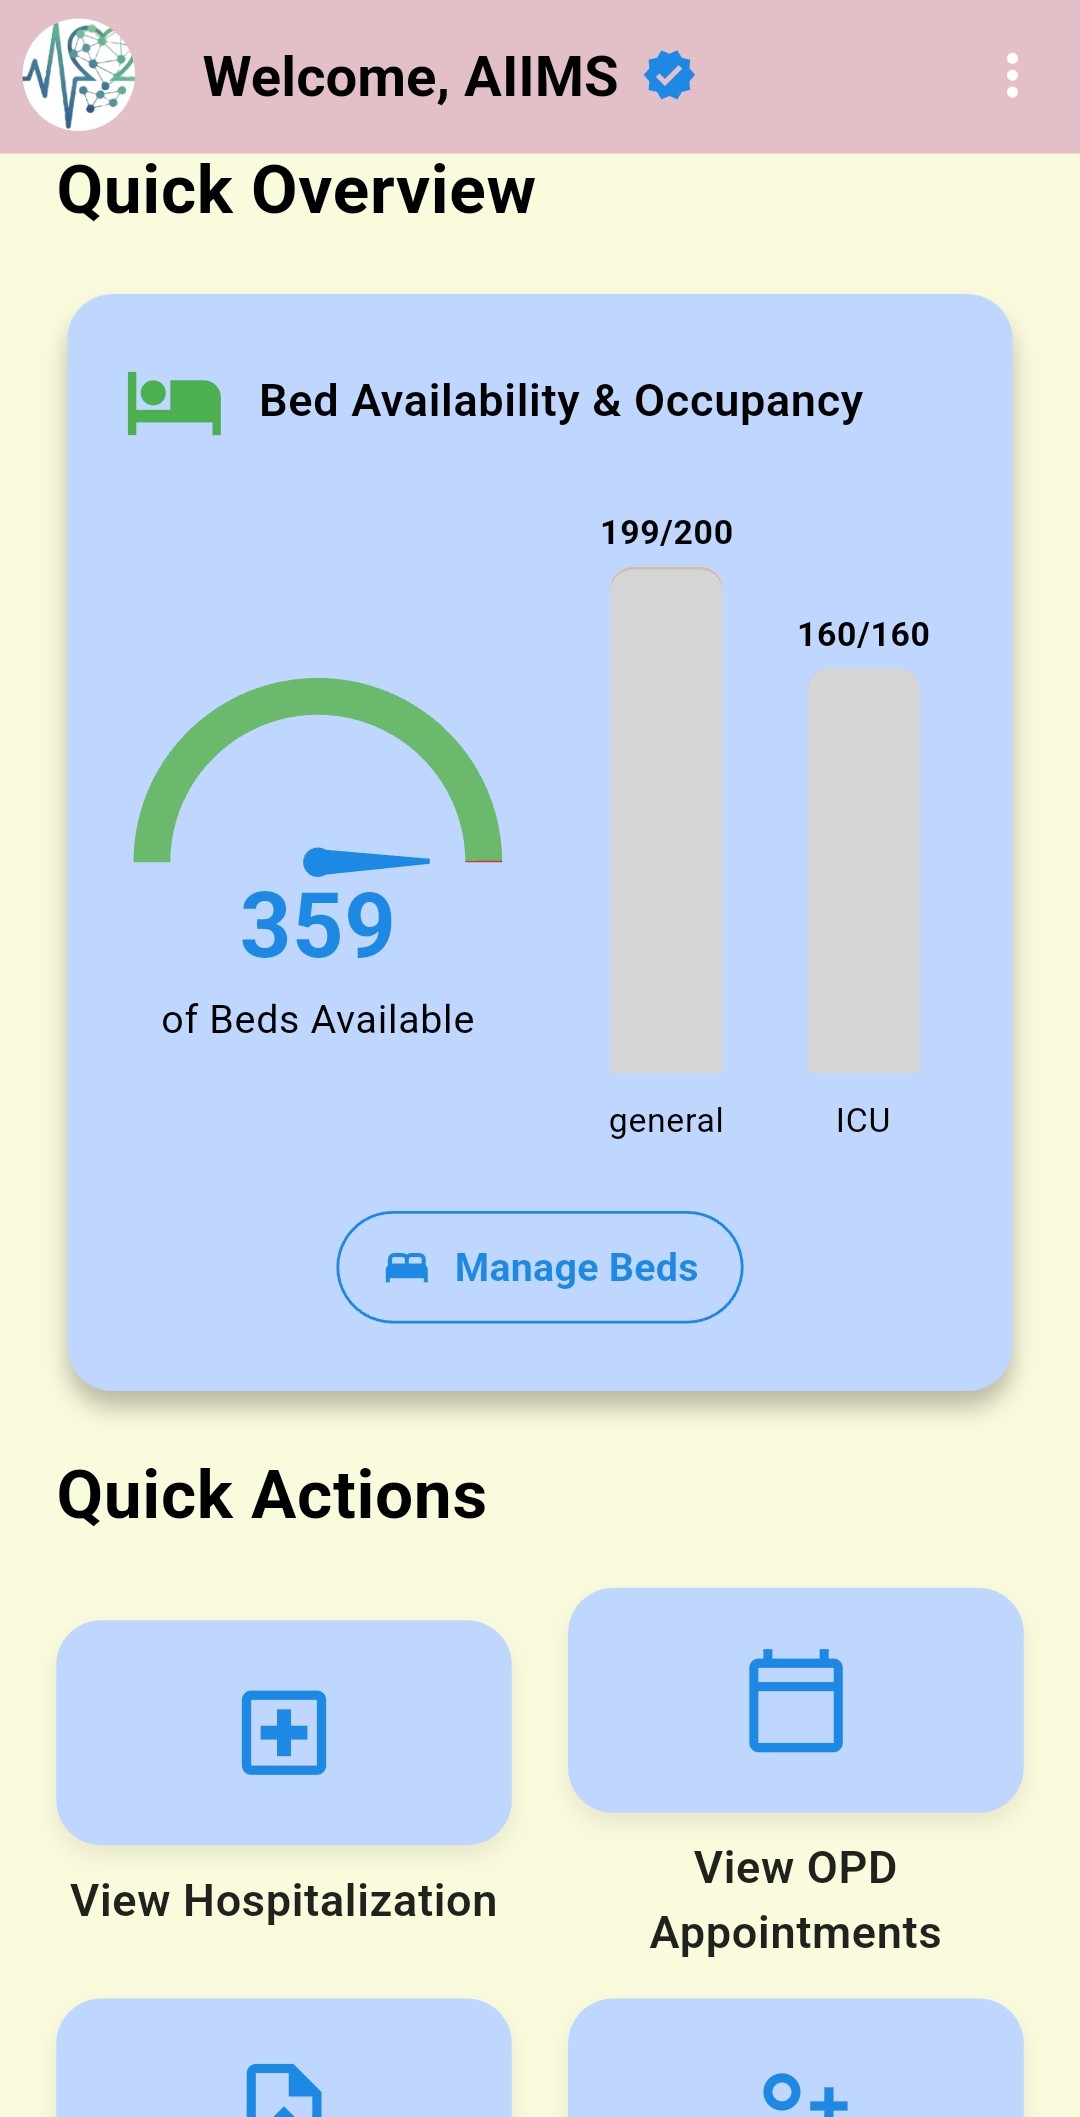 Welcome, AIIMS
Quick Overview
Bed Availability & Occupancy
199/200
160/160
359
of Beds Available
general
ICU
Manage Beds
Quick Actions
View Hospitalization
View OPD
Appointments